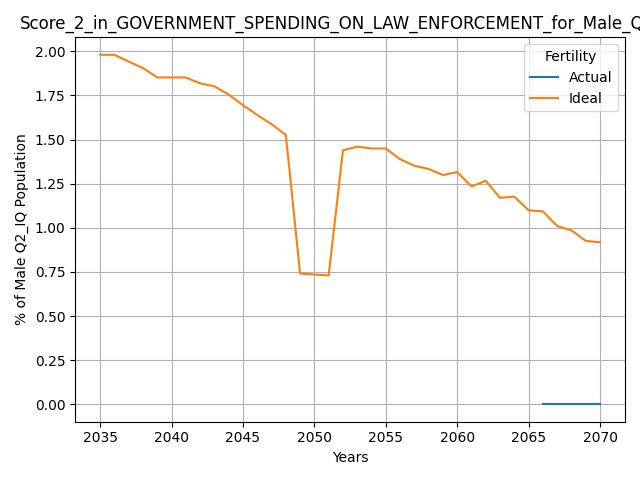 Score_2_in_GOVERNMENT_SPENDING_ON_LAW_ENFORCEMENT_for_Male_Q
Fertility
Actual
Ideal
2.00
1.75
1.50
1.25
1.00
0.75
0.50
0.25
0.00
% of Male Q2_IQ Population
2035 2040 2045 2050 2055 2060 2065 2070
Years